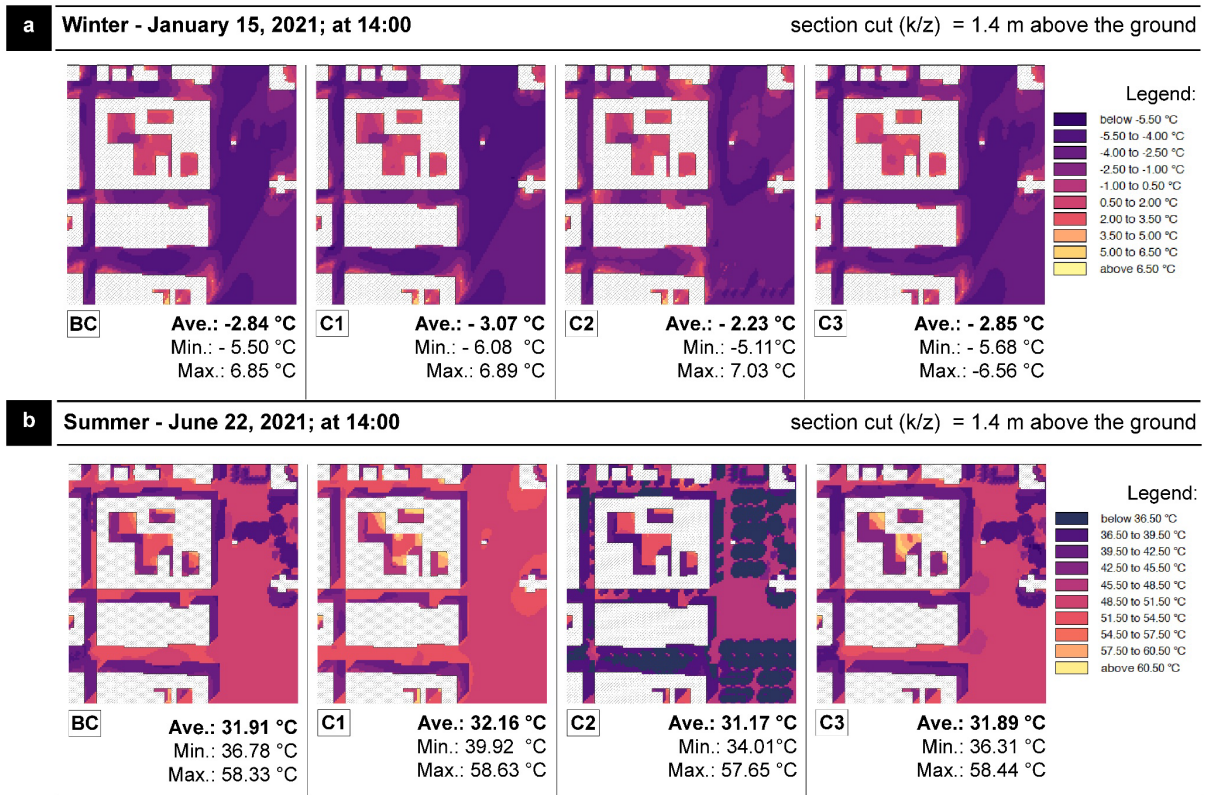 a Winter - January 15, 2021; at 14:00 section cut (k/z) = 1.4 m above the ground
Legend:
below -5.50 °C
-5.50 to -4.00 °C
-4.00 to -2.50 °C
-2.50 to -1.00 °C
-1.00 to 0.50 °C
0.50 to 2.00 °C
2.00 to 3.50 °C
3.50 to 5.00 °C
5.00 to 6.50 °C
above 6.50 °C
BC Ave.: -2.84 °C
Min.: - 5.50 °C
Max.: 6.85 °C
C1 Ave.: - 3.07 °C
Min.: - 6.08 °C
Max.: 6.89 °C
C2 Ave.: - 2.23 °C
Min.: -5.11°C
Max.: 7.03 °C
C3 Ave.: - 2.85 °C
Min.: - 5.68 °C
Max.: -6.56 °C
b Summer - June 22, 2021; at 14:00 section cut (k/z) = 1.4 m above the ground
Legend:
below 36.50 °C
36.50 to 39.50 °C
39.50 to 42.50 °C
42.50 to 45.50 °C
45.50 to 48.50 °C
48.50 to 51.50 °C
51.50 to 54.50 °C
54.50 to 57.50 °C
57.50 to 60.50 °C
above 60.50 °C
BC Ave.: 31.91 °C
Min.: 36.78 °C
Max.: 58.33 °C
C1 Ave.: 32.16 °C
Min.: 39.92 °C
Max.: 58.63 °C
C2 Ave.: 31.17 °C
Min.: 34.01°C
Max.: 57.65 °C
C3 Ave.: 31.89 °C
Min.: 36.31 °C
Max.: 58.44 °C